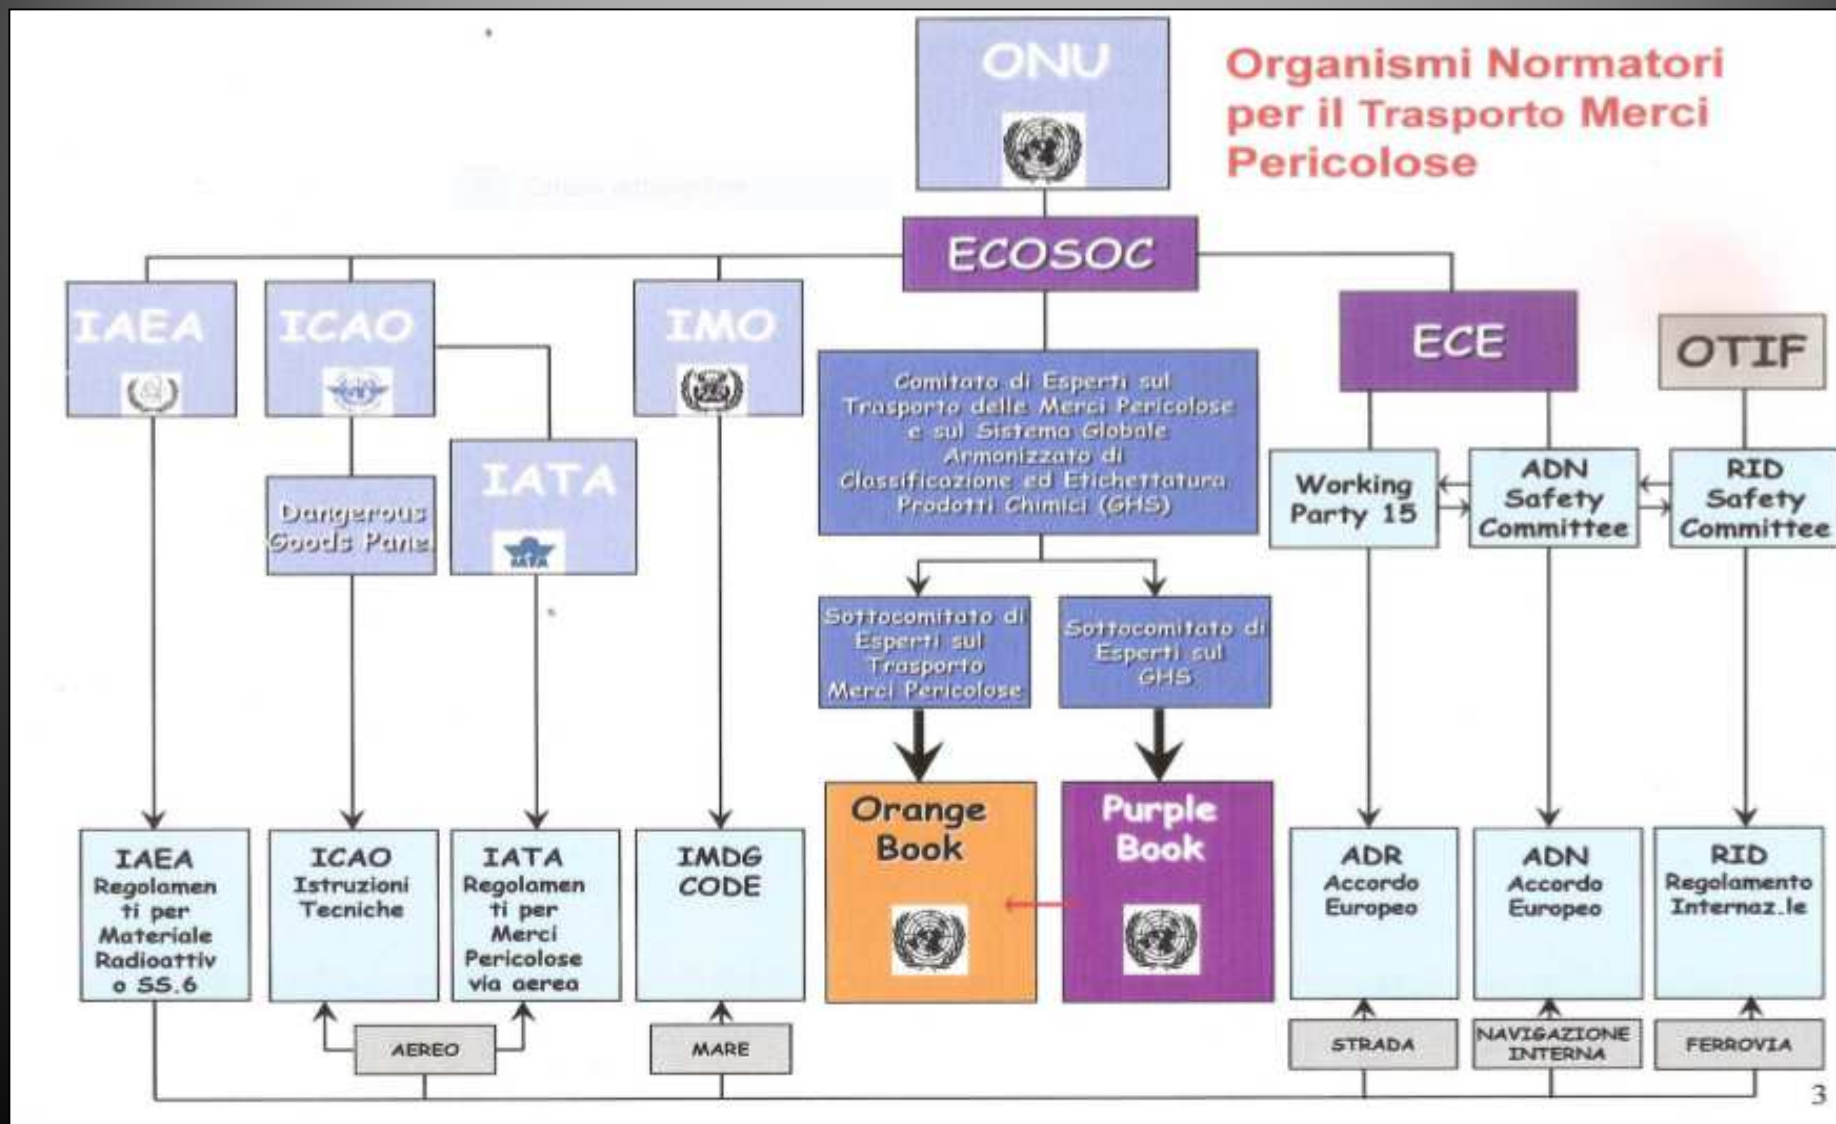 ONU
Organismi Normatori
per il Trasporto Merci
Pericolose
ECOSOC
IAEA
ICAO
IMO
ECE
OTIF
IATA
IATA
Dangerous
Goods Panel
Comitato di Esperti sul
Trasporto delle Merci Pericolose
e sul Sistema Globale
Armonizzato di
Classificazione ed Etichettatura
Prodotti Chimici (GHS)
Working
Party 15
ADN
Safety
Committee
RID
Safety
Committee
Sottocomitato di
Esperti sul
Trasporto
Merci Pericolose
Sottocomitato di
Esperti sul
GHS
IAEA
Regolamen
ti per
Materiale
Radioattiv
o SS.6
ICAO
Istruzioni
Tecniche
IATA
Regolamen
ti per
Merci
Pericolose
via aerea
IMDG
CODE
Orange
Book
Purple
Book
ADR
Accordo
Europeo
ADN
Accordo
Europeo
RID
Regolamento
Internaz.le
AEREO
MARE
STRADA
NAVIGAZIONE
INTERNA
FERROVIA
3